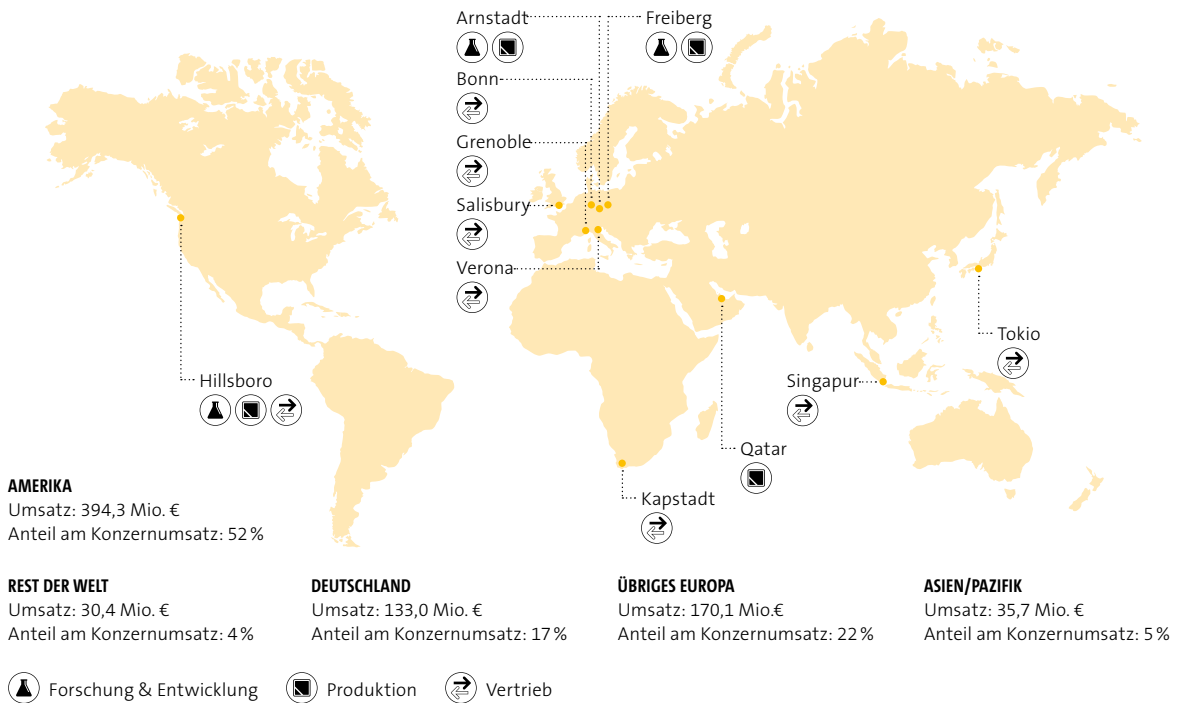 Arnstadt
Freiberg
Bonn
Grenoble
Salisbury
Verona
Hillsboro
Tokio
Singapur
Qatar
Kapstadt
AMERIKA
Umsatz: 394,3 Mio. €
Anteil am Konzernumsatz: 52 %
REST DER WELT
Umsatz: 30,4 Mio. €
Anteil am Konzernumsatz: 4 %
DEUTSCHLAND
Umsatz: 133,0 Mio. €
Anteil am Konzernumsatz: 17 %
ÜBRIGES EUROPA
Umsatz: 170,1 Mio.€
Anteil am Konzernumsatz: 22 %
ASIEN/PAZIFIK
Umsatz: 35,7 Mio. €
Anteil am Konzernumsatz: 5 %
Forschung & Entwicklung
Produktion
Vertrieb